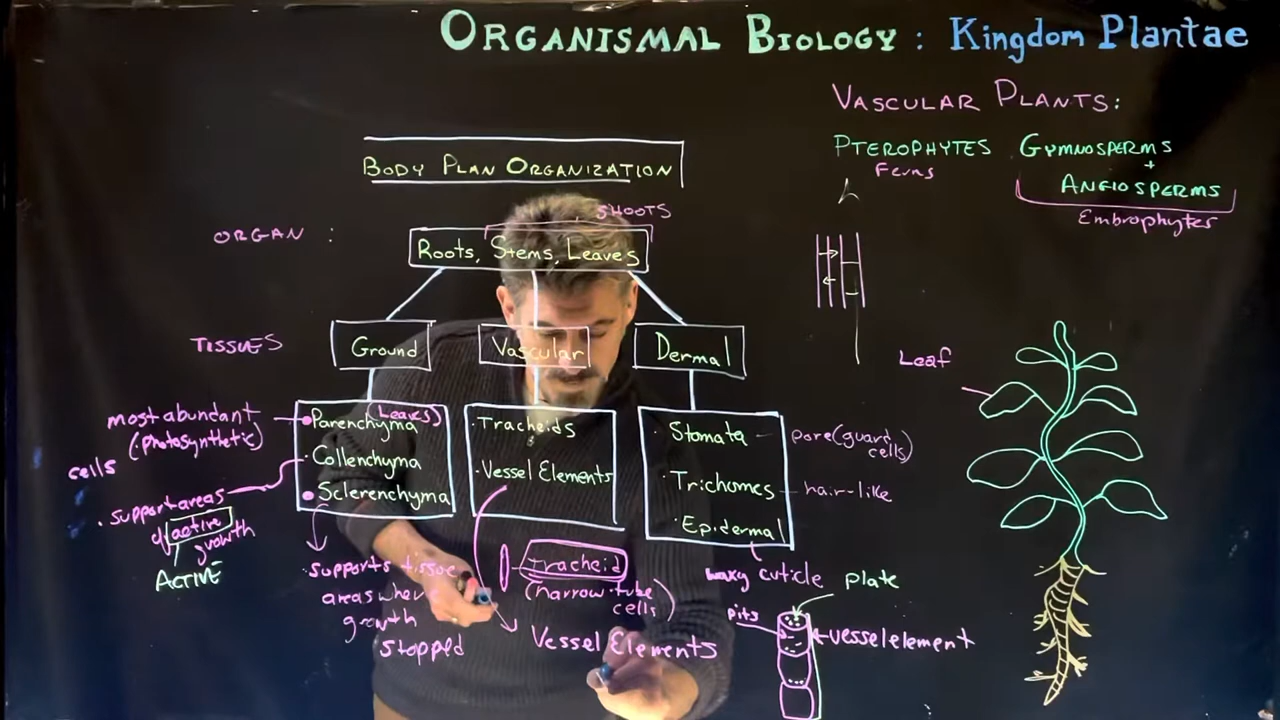 ORGANISMAL BIOLOGY: Kingdom Plantae
VASCULAR PLANTS:
PTEROPHYTES
Ferns
GYMNOSPERMS
+
ANGIOSPERMS
Embrophytes
BODY PLAN ORGANIZATION
SHOOTS
ORGAN :
Roots, Stems, Leaves
TISSUES
Ground
Vascular
Dermal
Leaf
cells
most abundant
(photosynthetic)
· support areas
of active
growth
ACTIVE
Parenchyma
(Leaves)
· Collenchyma
Sclerenchyma
· supports tissue
areas where
growth
stopped
· Tracheids
· Vessel Elements
Tracheid
(narrow tube
cells)
Vessel Elements
· Stomata
pore (guard
cells)
· Trichomes
hair-like
· Epidermal
waxy cuticle
plate
pits
vessel element